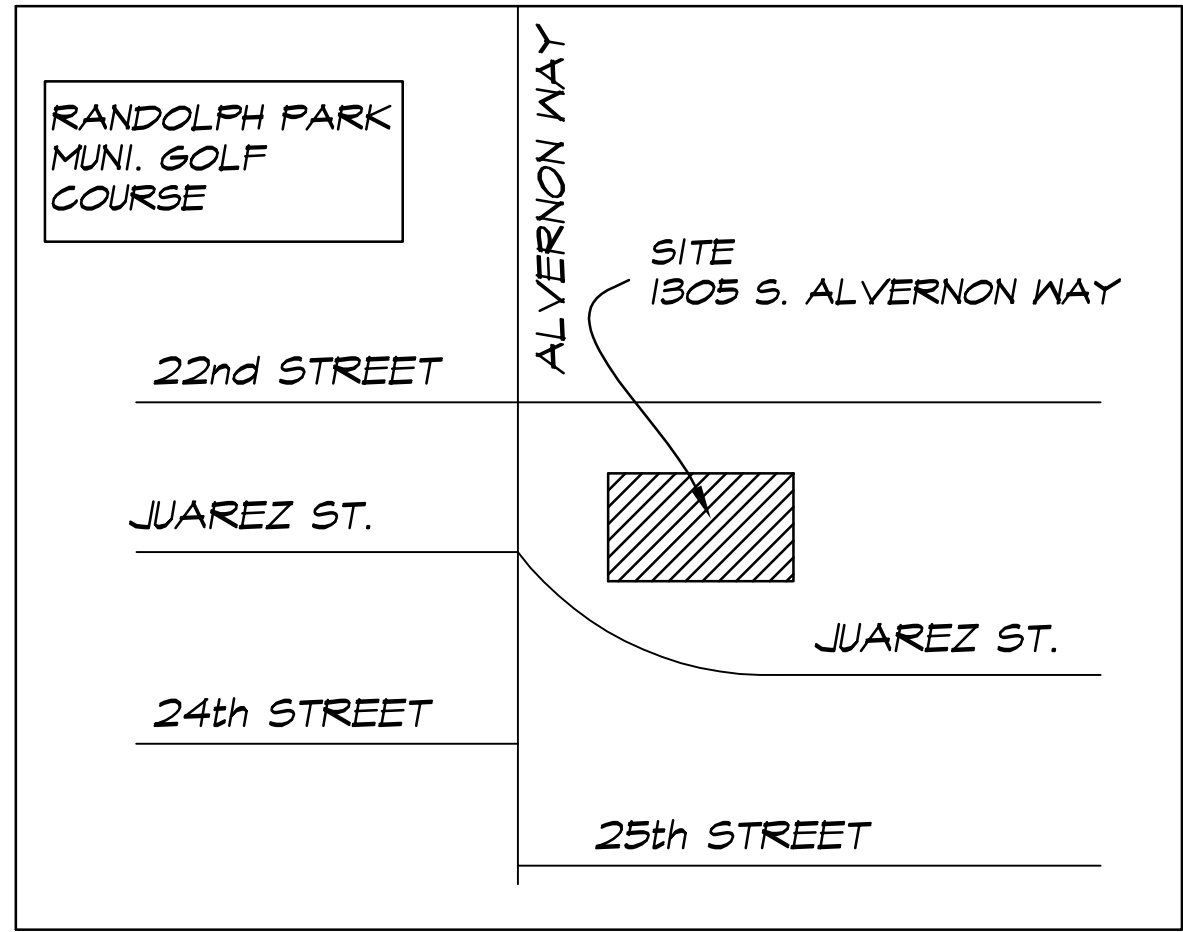 RANDOLPH PARK
MUNI. GOLF
COURSE
ALVERNON WAY
SITE
1305 S. ALVERNON WAY
22nd STREET
JUAREZ ST.
JUAREZ ST.
24th STREET
25th STREET